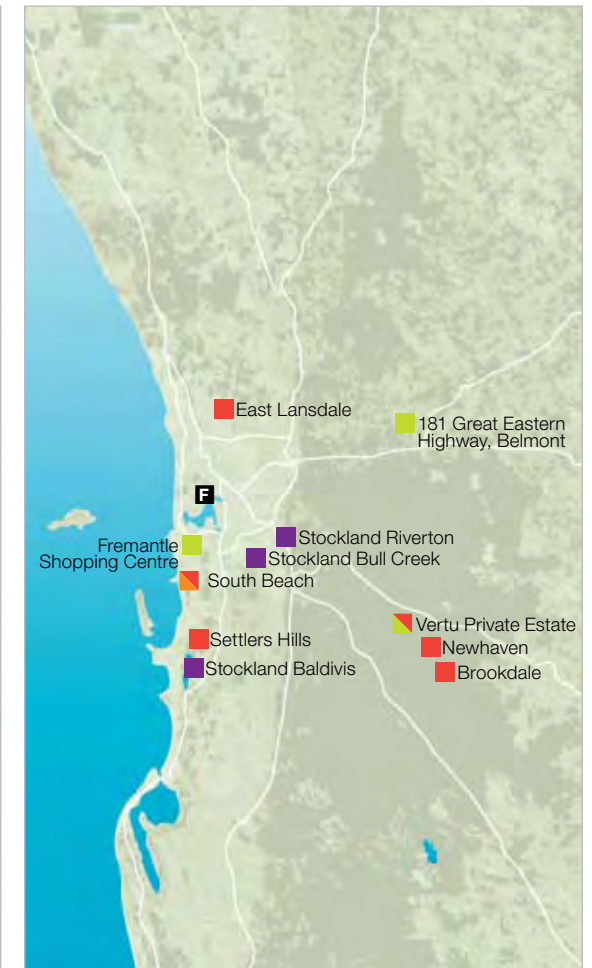 East Lansdale
181 Great Eastern
Highway, Belmont
F
Stockland Riverton
Fremantle
Shopping Centre
Stockland Bull Creek
South Beach
Vertu Private Estate
Settlers Hills
Newhaven
Stockland Baldivis
Brookdale